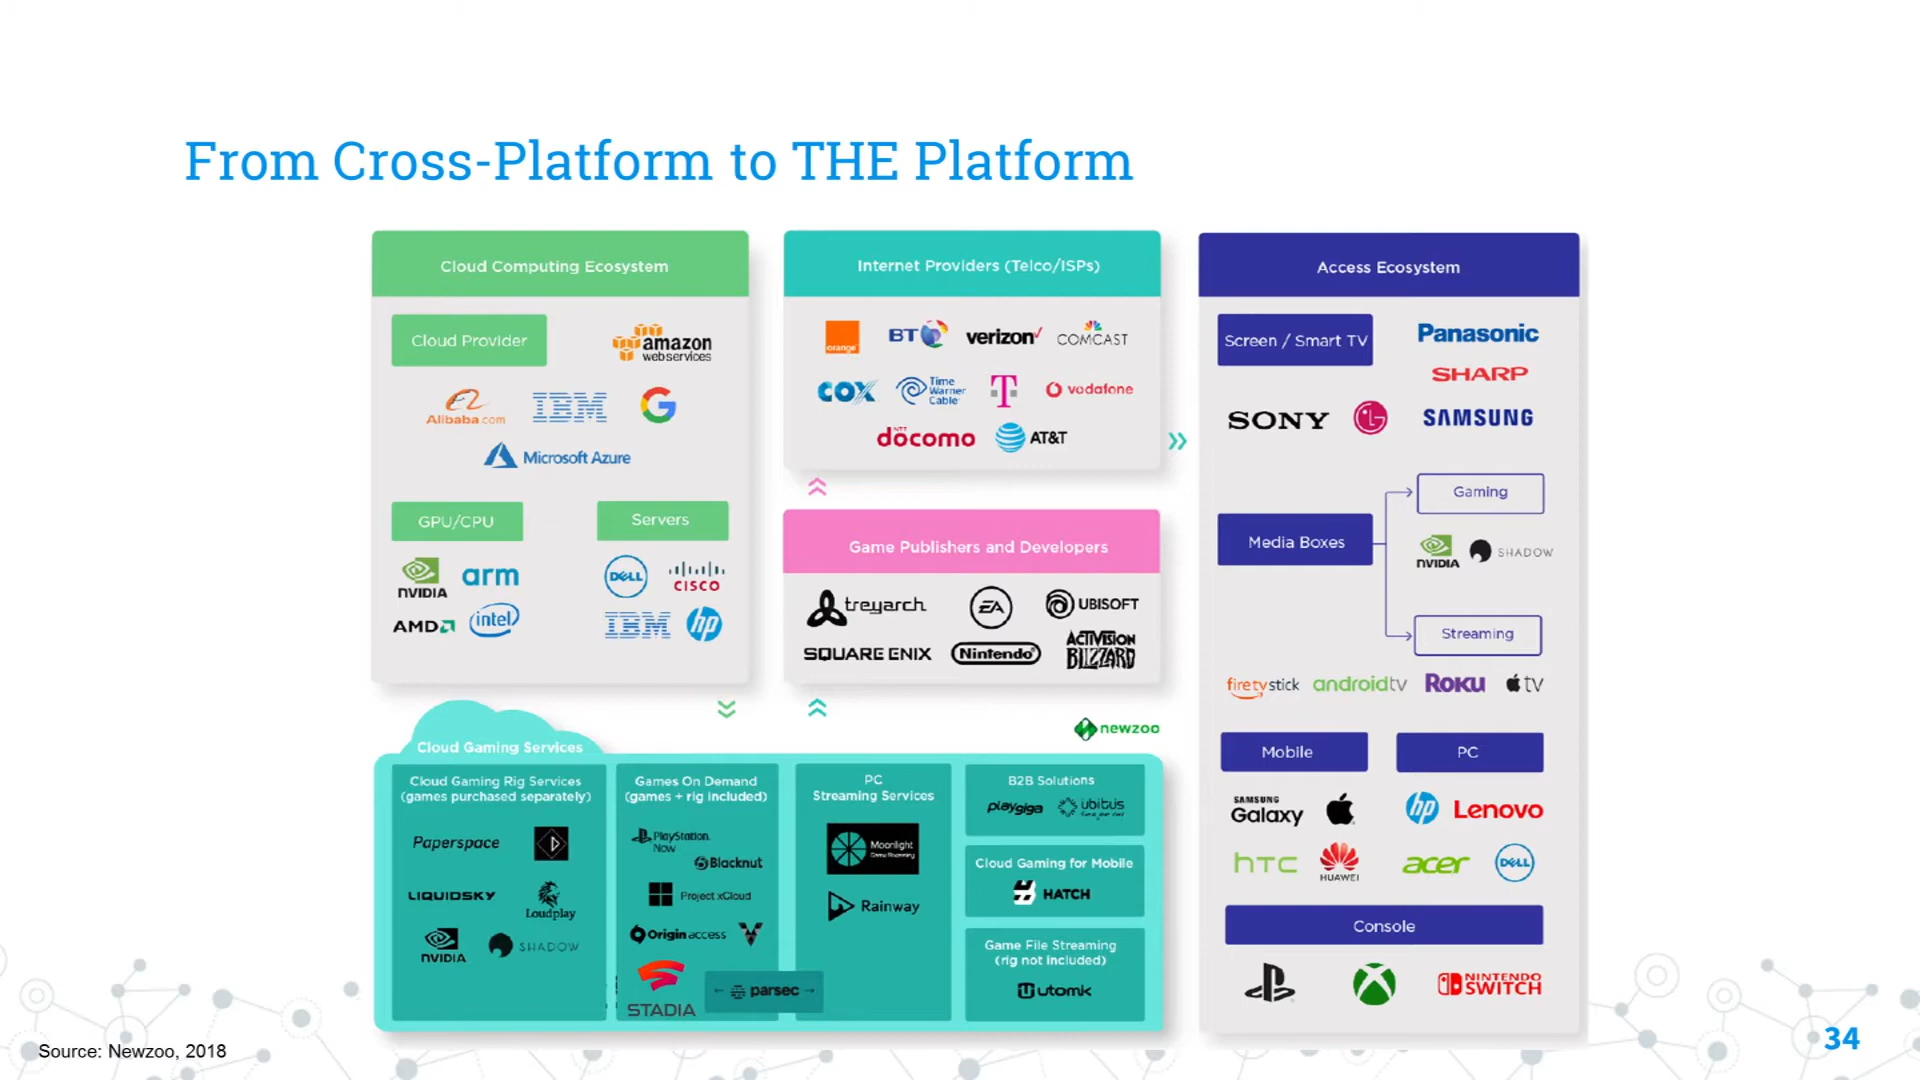 From Cross-Platform to THE Platform
Cloud Computing Ecosystem
Cloud Provider
amazon
webservices
Alibaba.com
IBM
G
Microsoft Azure
GPU/CPU
Servers
NVIDIA
arm
AMD
intel
DELL
CISCO
IBM
hp
Internet Providers (Telco/ISPs)
orange
BT
verizon
COMCAST
COX
Time
Warner
Cable
T
vodafone
NTT
docomo
AT&T
Game Publishers and Developers
treyarch
EA
UBISOFT
SQUARE ENIX
Nintendo
ACTIVISION
BLIZZARD
newzoo
Cloud Gaming Services
Cloud Gaming Rig Services
(games purchased separately)
Paperspace
LIQUIDSKY
Loudplay
NVIDIA
SHADOW
Games On Demand
(games + rig included)
PlayStation
Now
Blacknut
Project xCloud
Origin access
STADIA
parsec
PC
Streaming Services
Moonlight
Game Streaming
Rainway
B2B Solutions
playgiga
ubitus
Cloud Gaming for Mobile
HATCH
Game File Streaming
(rig not included)
utomk
Access Ecosystem
Screen / Smart TV
Panasonic
SHARP
SONY
LG
SAMSUNG
Media Boxes
Gaming
NVIDIA
SHADOW
Streaming
firetvstick
androidtv
ROKU
tv
Mobile
PC
SAMSUNG
Galaxy
hp
Lenovo
hTC
HUAWEI
acer
DELL
Console
NINTENDO
SWITCH
Source: Newzoo, 2018
34